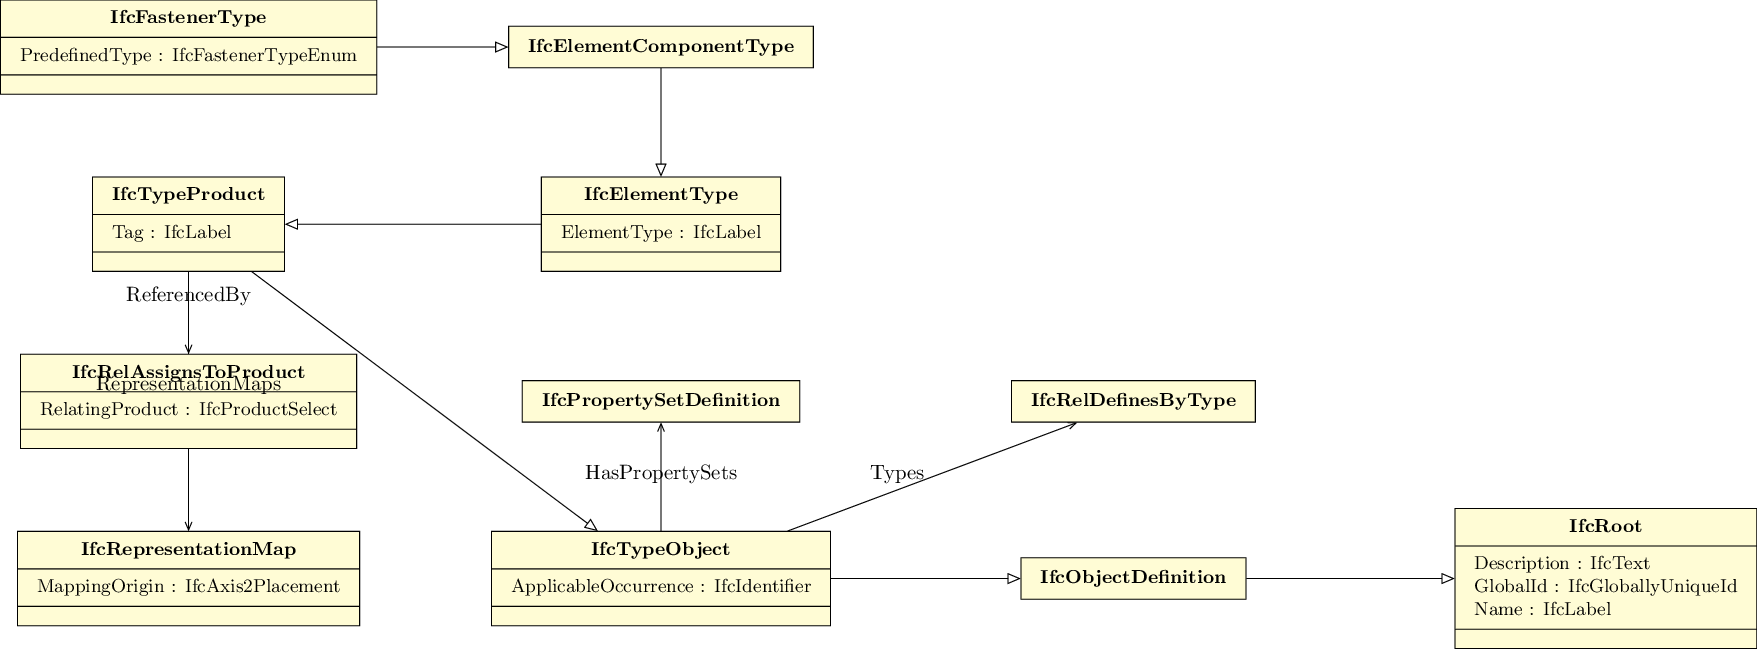 IfcFastenerType
PredefinedType : IfcFastenerTypeEnum
IfcElementComponentType
IfcTypeProduct
Tag : IfcLabel
IfcElementType
ElementType : IfcLabel
ReferencedBy
IfcRelAssignsToProduct
RepresentationMaps
RelatingProduct : IfcProductSelect
IfcPropertySetDefinition
IfcRelDefinesByType
HasPropertySets
Types
IfcRepresentationMap
MappingOrigin : IfcAxis2Placement
IfcTypeObject
ApplicableOccurrence : IfcIdentifier
IfcObjectDefinition
IfcRoot
Description : IfcText
GlobalId : IfcGloballyUniqueId
Name : IfcLabel